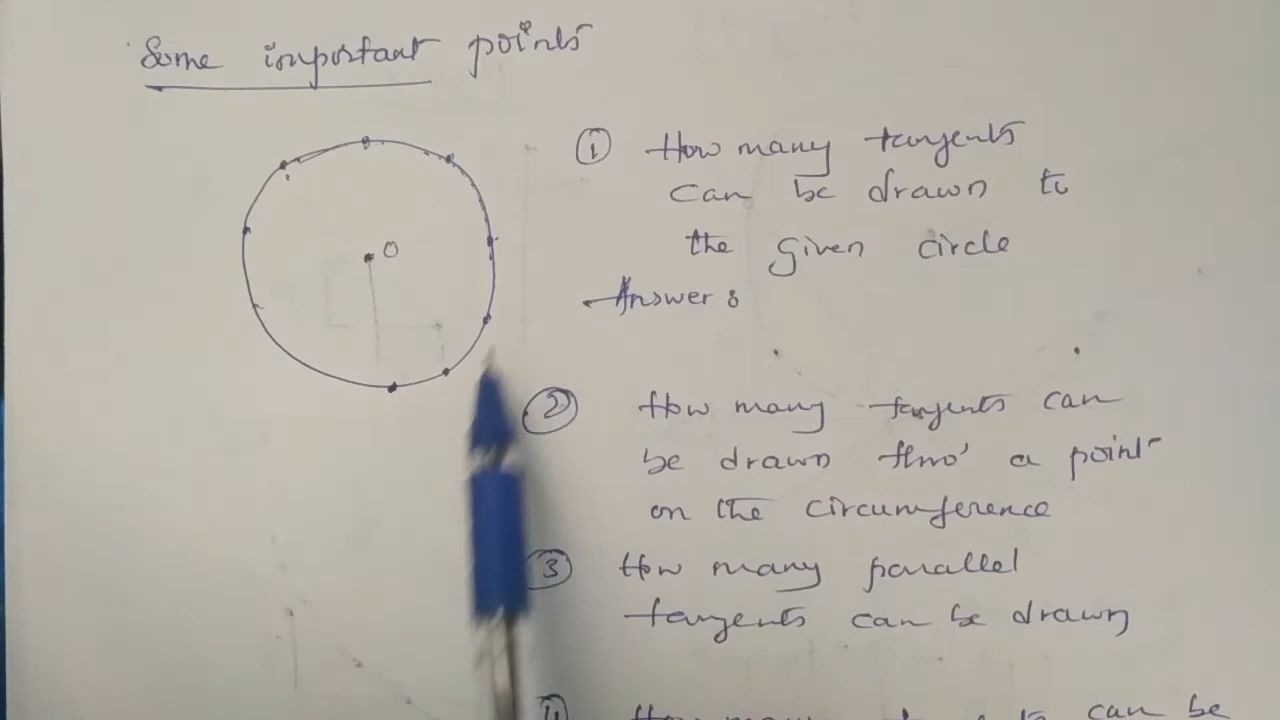 Some important points
O
① How many tangents
can be drawn to
the given circle
Answer :
② How many tangents can
be drawn thro' a point
on the circumference
③ How many parallel
tangents can be drawn
can be